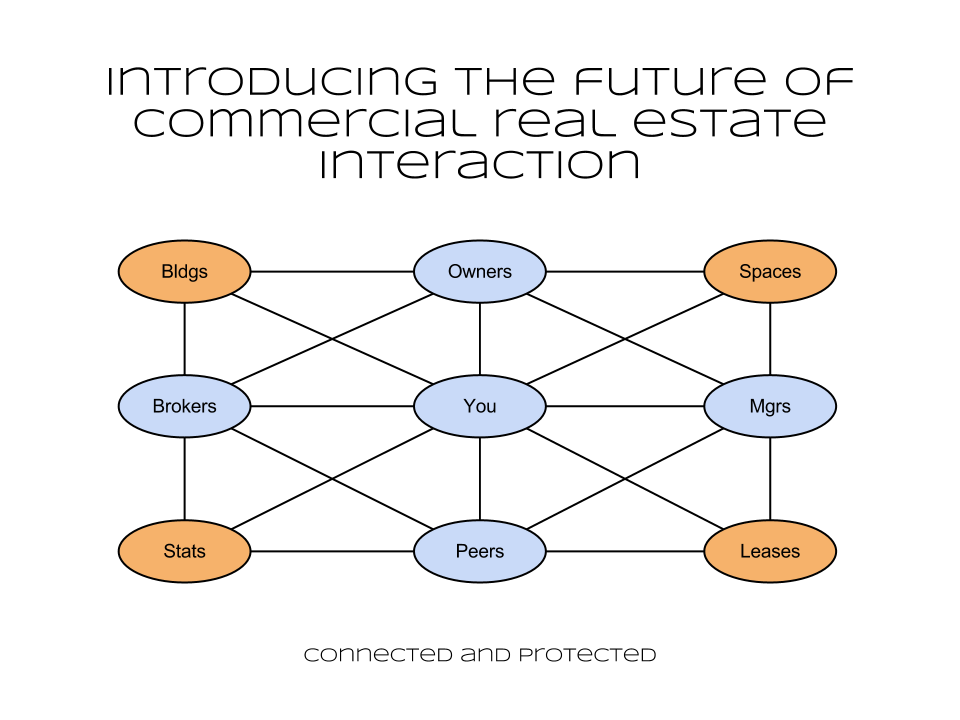 Introducing the future of
commercial real estate
interaction
Bldgs
Owners
Spaces
Brokers
You
Mgrs
Stats
Peers
Leases
connected and protected